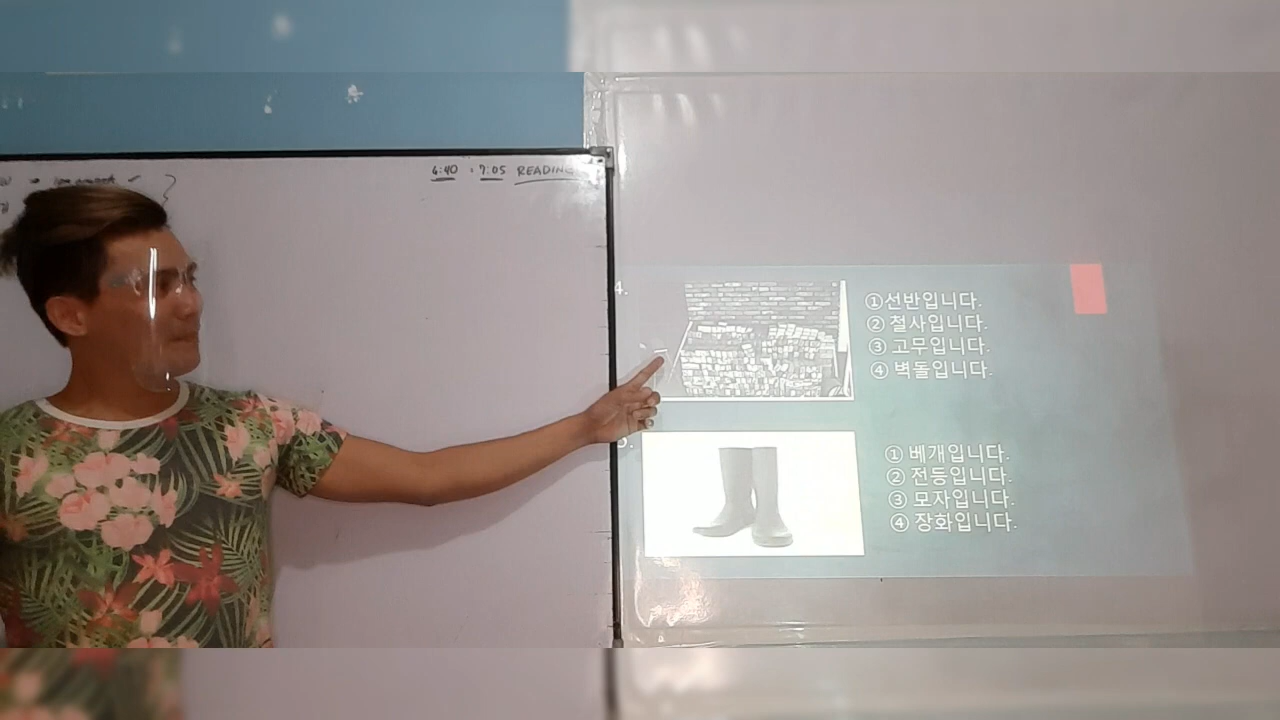 6:40 : 7:05 READING
4.
①선반입니다.
② 철사입니다.
③ 고무입니다.
④ 벽돌입니다.
5.
① 베개입니다.
② 전등입니다.
③ 모자입니다.
④ 장화입니다.